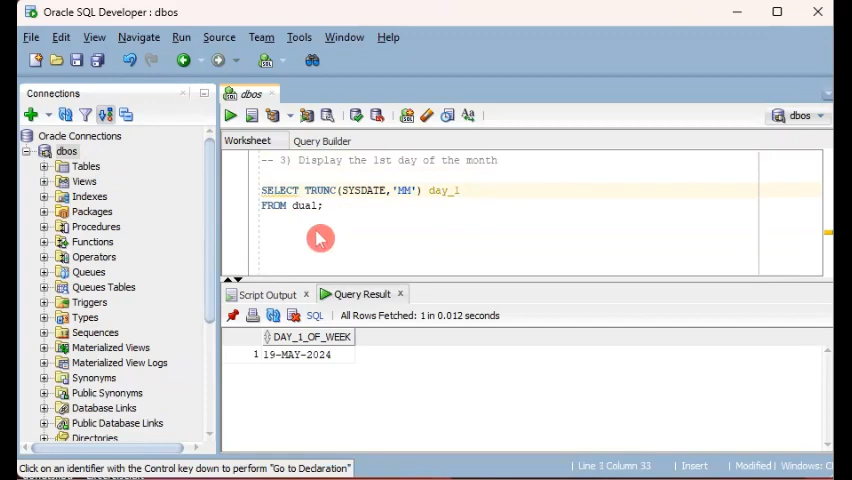 Oracle SQL Developer : dbos
File Edit View Navigate Run Source Team Tools Window Help
Connections
dbos
dbos
Worksheet Query Builder
Oracle Connections
dbos
Tables
Views
Indexes
Packages
Procedures
Functions
Operators
Queues
Queues Tables
Triggers
Types
Sequences
Materialized Views
Materialized View Logs
Synonyms
Public Synonyms
Database Links
Public Database Links
Directories
-- 3) Display the 1st day of the month
SELECT TRUNC(SYSDATE,'MM') day_1
FROM dual;
Script Output Query Result
SQL All Rows Fetched: 1 in 0.012 seconds
DAY_1_OF_WEEK
1 19-MAY-2024
Click on an identifier with the Control key down to perform "Go to Declaration"
Line 1 Column 33 Insert Modified Windows: C